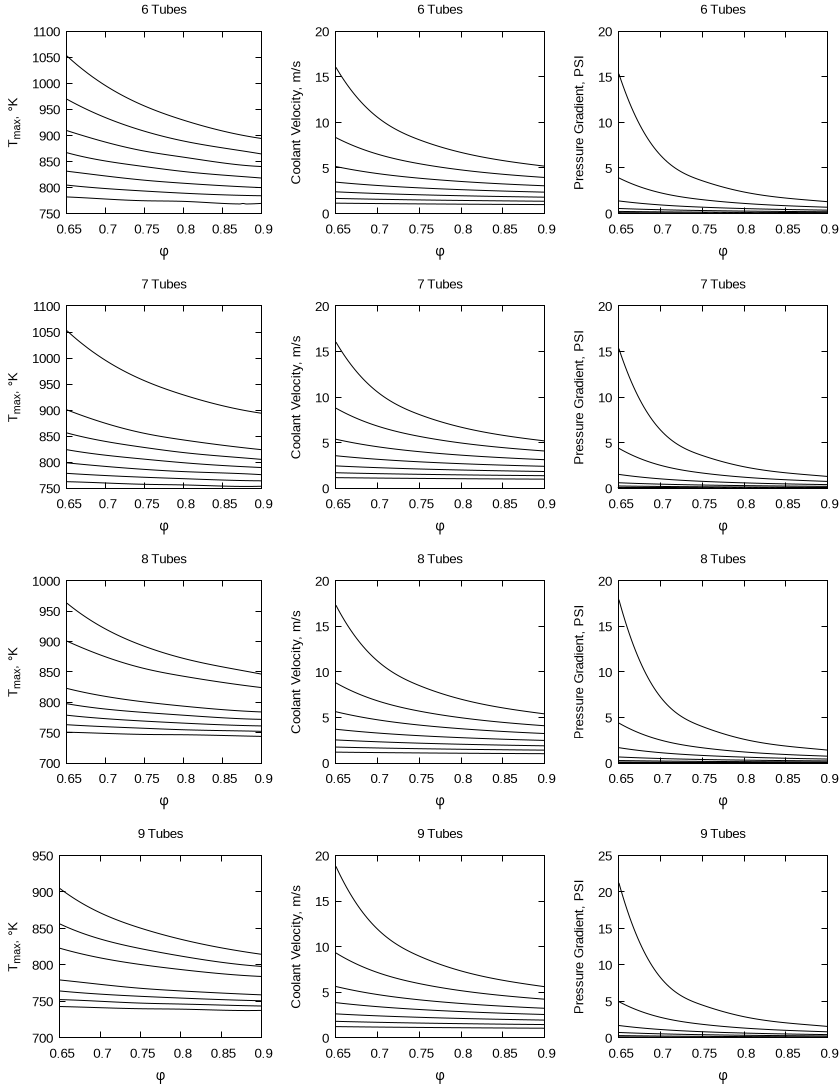 6 Tubes
1100
1050
1000
950
900
850
800
750
0.65 0.7 0.75 0.8 0.85 0.9
Tmax, °K
φ
6 Tubes
20
15
10
5
0
0.65 0.7 0.75 0.8 0.85 0.9
Coolant Velocity, m/s
φ
6 Tubes
20
15
10
5
0
0.65 0.7 0.75 0.8 0.85 0.9
Pressure Gradient, PSI
φ
7 Tubes
1100
1050
1000
950
900
850
800
750
0.65 0.7 0.75 0.8 0.85 0.9
Tmax, °K
φ
7 Tubes
20
15
10
5
0
0.65 0.7 0.75 0.8 0.85 0.9
Coolant Velocity, m/s
φ
7 Tubes
20
15
10
5
0
0.65 0.7 0.75 0.8 0.85 0.9
Pressure Gradient, PSI
φ
8 Tubes
1000
950
900
850
800
750
700
0.65 0.7 0.75 0.8 0.85 0.9
Tmax, °K
φ
8 Tubes
20
15
10
5
0
0.65 0.7 0.75 0.8 0.85 0.9
Coolant Velocity, m/s
φ
8 Tubes
20
15
10
5
0
0.65 0.7 0.75 0.8 0.85 0.9
Pressure Gradient, PSI
φ
9 Tubes
950
900
850
800
750
700
0.65 0.7 0.75 0.8 0.85 0.9
Tmax, °K
φ
9 Tubes
20
15
10
5
0
0.65 0.7 0.75 0.8 0.85 0.9
Coolant Velocity, m/s
φ
9 Tubes
25
20
15
10
5
0
0.65 0.7 0.75 0.8 0.85 0.9
Pressure Gradient, PSI
φ